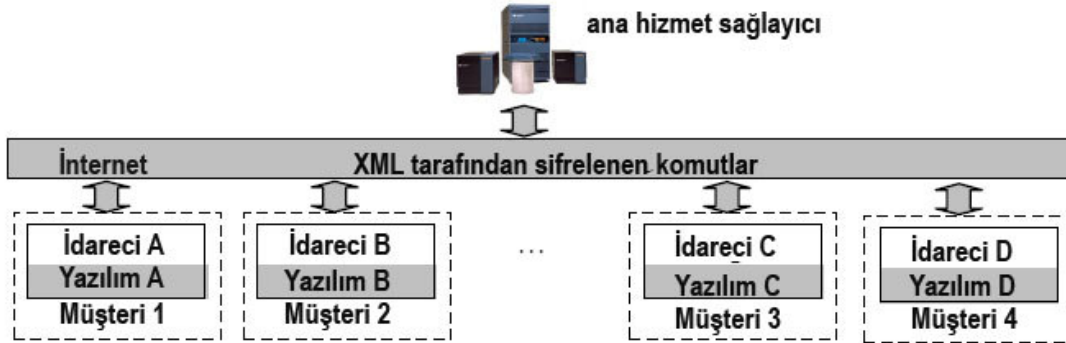 ana hizmet sağlayıcı
İnternet XML tarafından sifrelenen komutlar
İdareci A
Yazılım A
Müşteri 1
İdareci B
Yazılım B
Müşteri 2
...
İdareci C
Yazılım C
Müşteri 3
İdareci D
Yazılım D
Müşteri 4